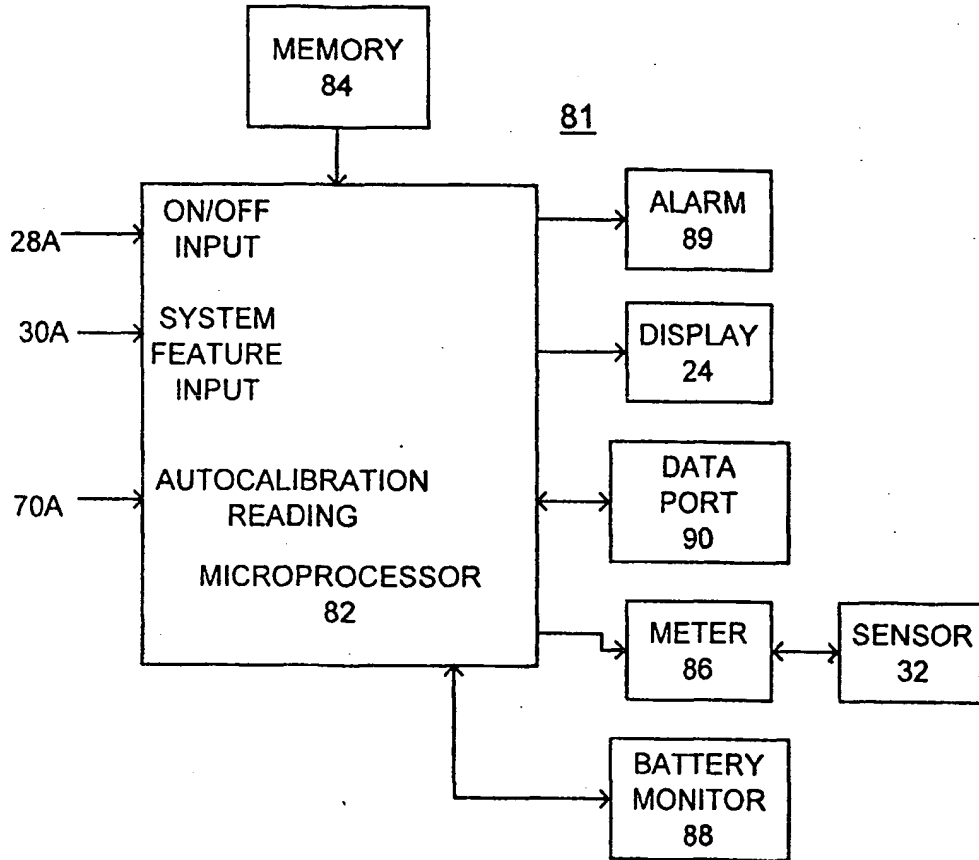 MEMORY
84
81
28A
ON/OFF
INPUT
30A
SYSTEM
FEATURE
INPUT
70A
AUTOCALIBRATION
READING
MICROPROCESSOR
82
ALARM
89
DISPLAY
24
DATA
PORT
90
METER
86
SENSOR
32
BATTERY
MONITOR
88